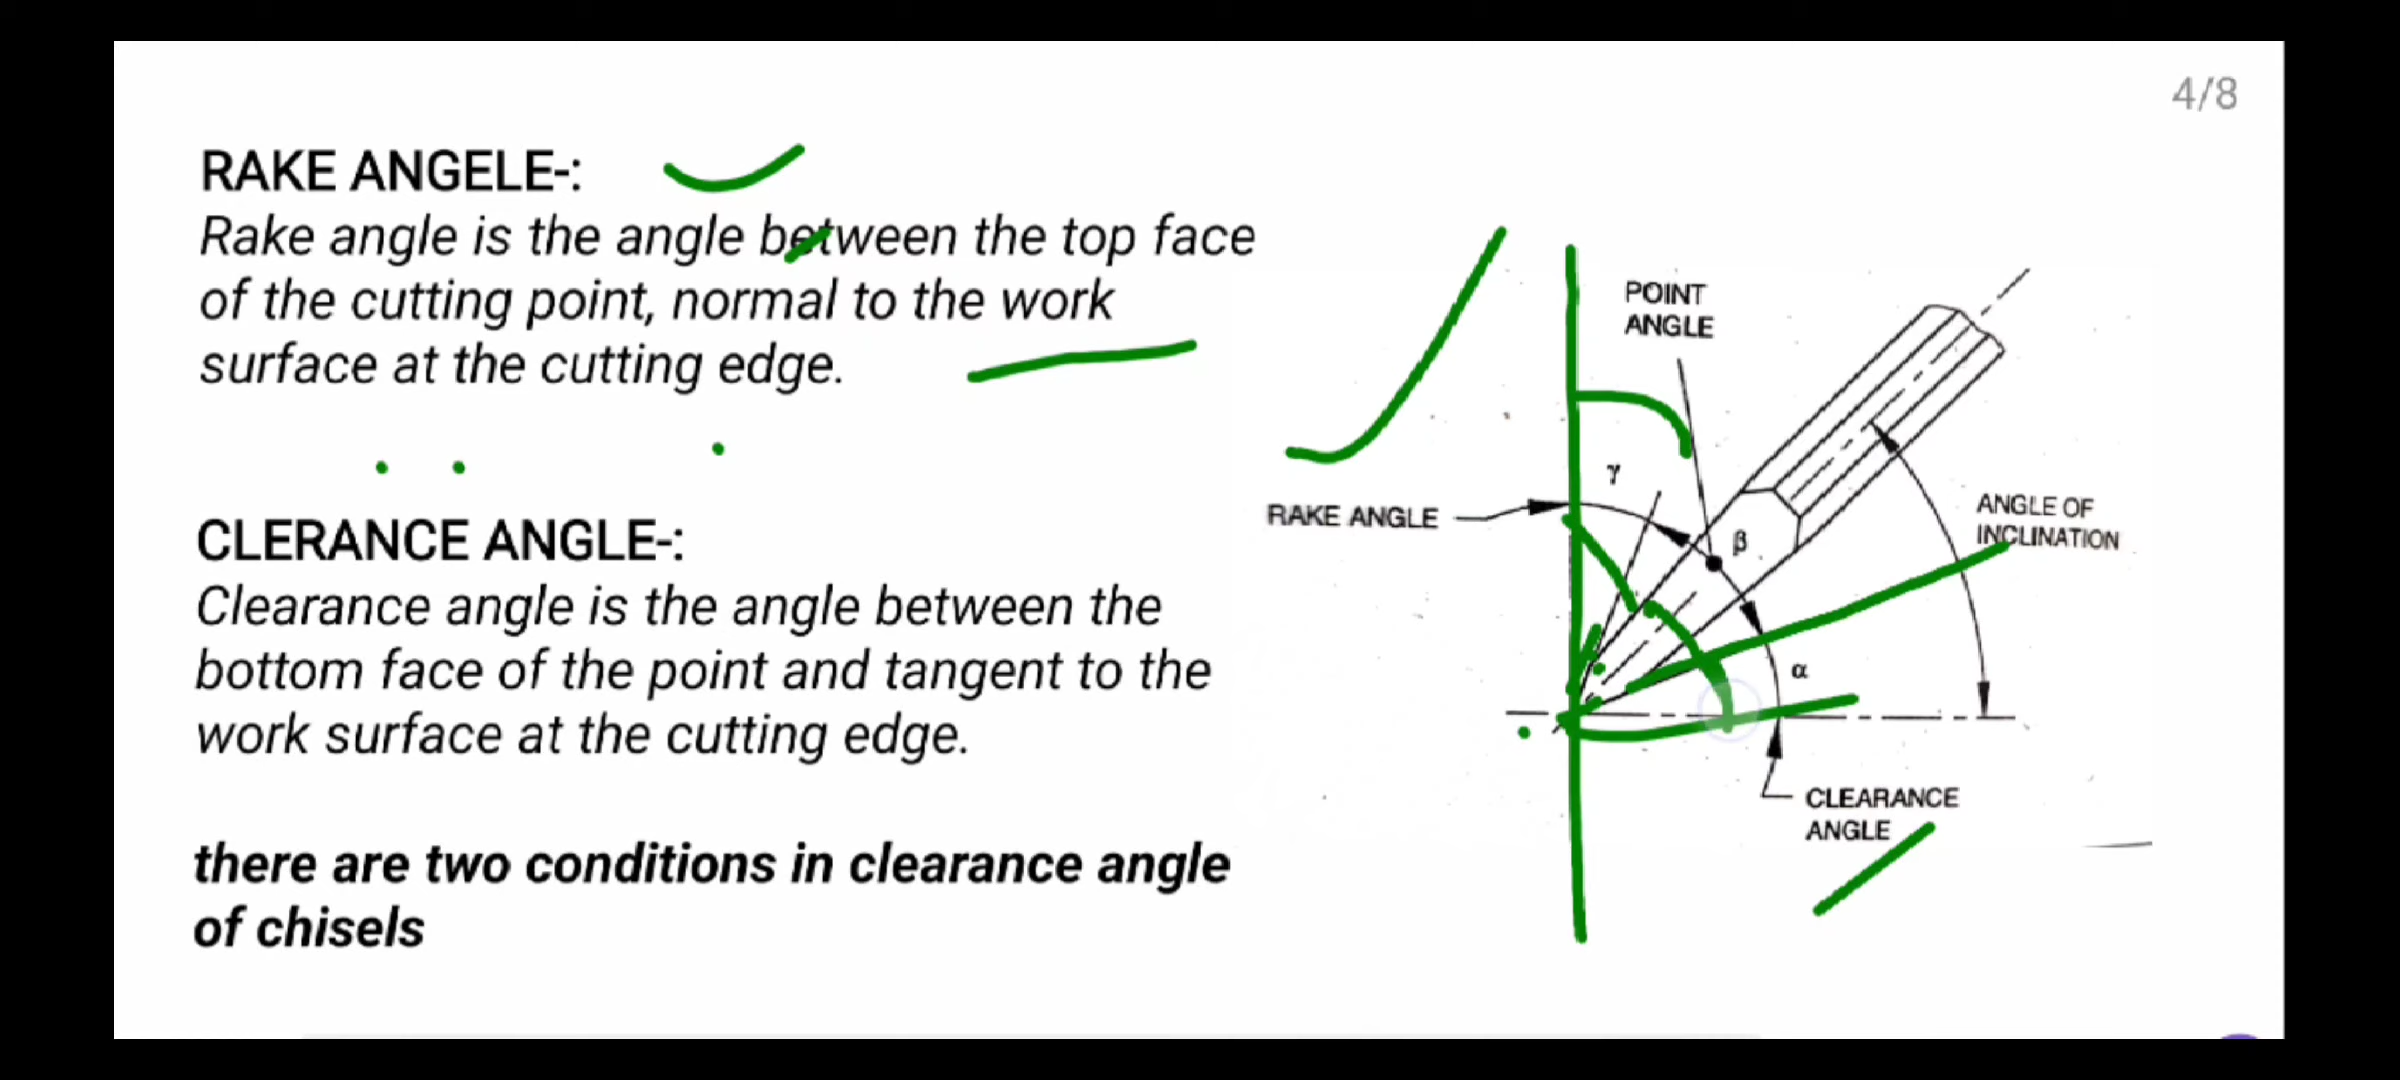 4/8
RAKE ANGELE-:
Rake angle is the angle between the top face
of the cutting point, normal to the work
surface at the cutting edge.
CLERANCE ANGLE-:
Clearance angle is the angle between the
bottom face of the point and tangent to the
work surface at the cutting edge.
there are two conditions in clearance angle
of chisels
POINT
ANGLE
γ
RAKE ANGLE
β
ANGLE OF
INCLINATION
α
CLEARANCE
ANGLE